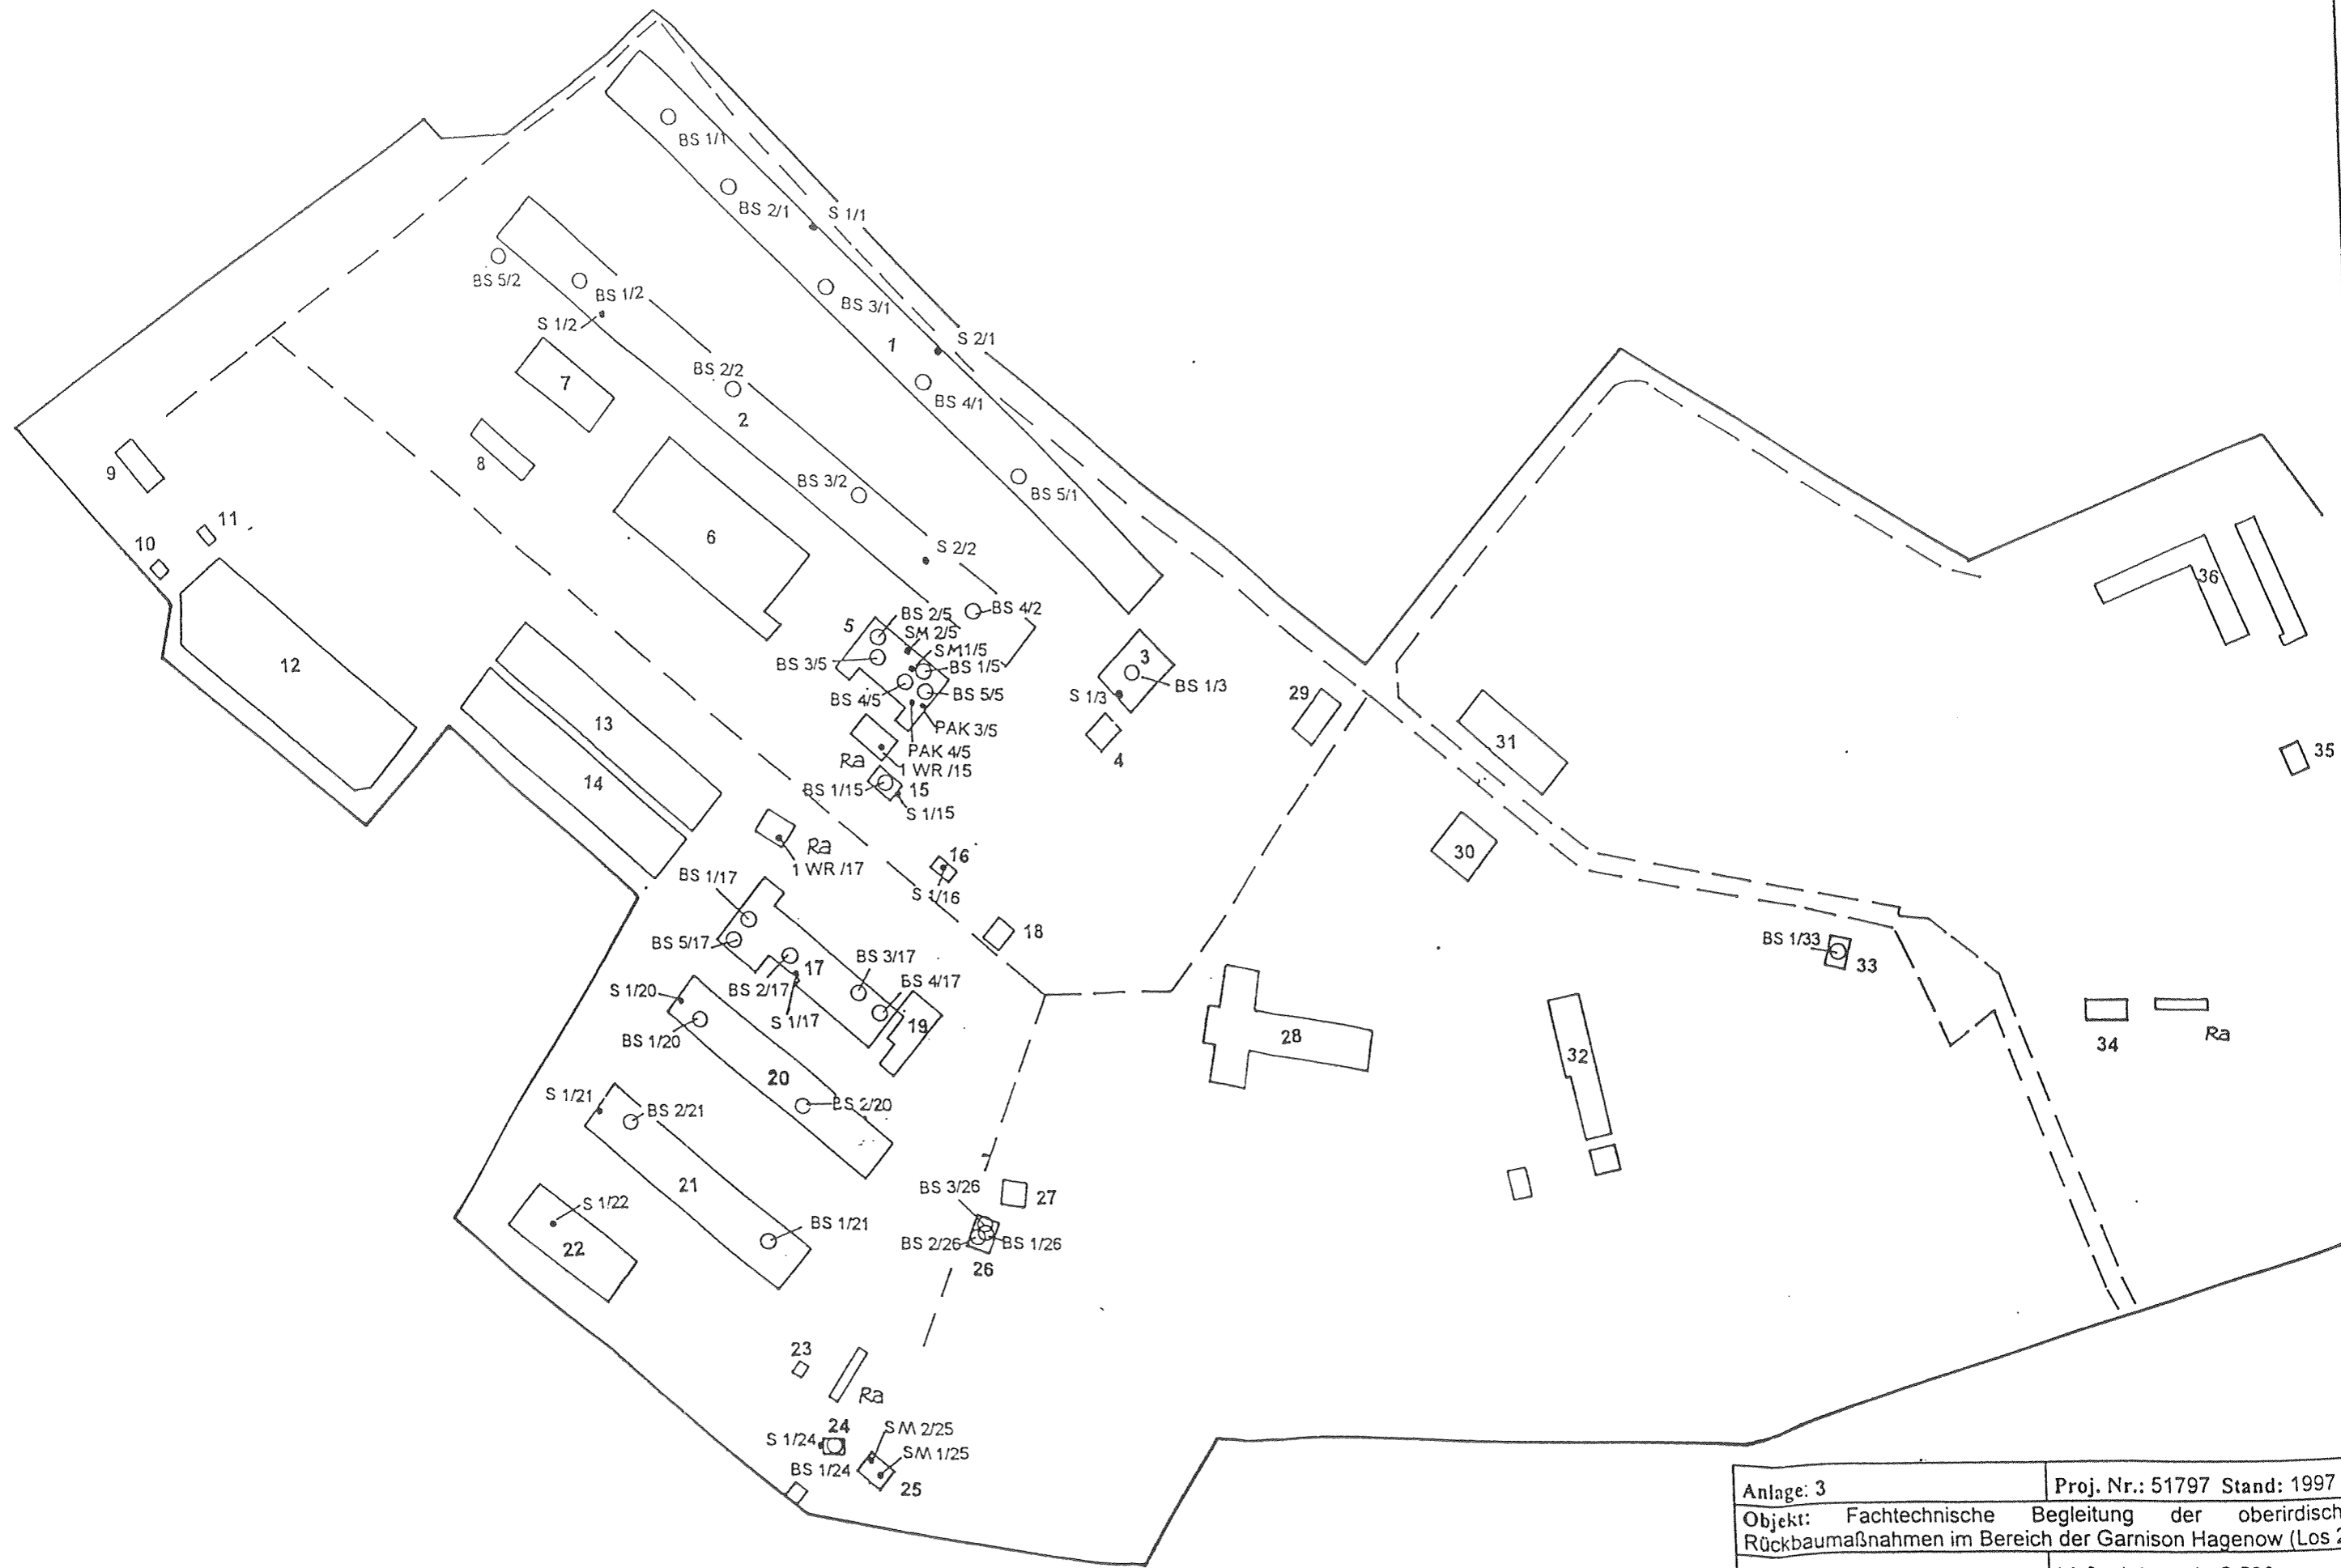 BS 1/1
BS 2/1
S 1/1
BS 5/2
BS 1/2
BS 3/1
S 1/2
S 2/1
1
BS 2/2
7
BS 4/1
2
8
9
BS 3/2
BS 5/1
11
6
10
S 2/2
36
BS 2/5
BS 4/2
5
SM 2/5
SM 1/5
3
12
BS 3/5
BS 1/5
BS 1/3
S 1/3
29
BS 4/5
BS 5/5
13
PAK 3/5
31
PAK 4/5
4
35
Ra
1 WR /15
14
BS 1/15
15
S 1/15
Ra
16
30
1 WR /17
BS 1/17
S 1/16
18
BS 5/17
BS 1/33
BS 3/17
33
17
BS 4/17
S 1/20
BS 2/17
S 1/17
19
BS 1/20
28
34
Ra
32
20
S 1/21
BS 2/21
BS 2/20
21
BS 3/26
27
S 1/22
BS 1/21
22
BS 2/26
BS 1/26
26
23
Ra
24
S 1/24
SM 2/25
BS 1/24
SM 1/25
25
Anlage: 3
Proj. Nr.: 51797 Stand: 1997
Objekt: Fachtechnische Begleitung der oberirdisch
Rückbaumaßnahmen im Bereich der Garnison Hagenow (Los 2